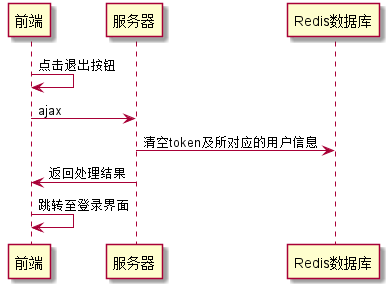 前端
服务器
Redis数据库
点击退出按钮
ajax
清空token及所对应的用户信息
返回处理结果
跳转至登录界面
前端
服务器
Redis数据库